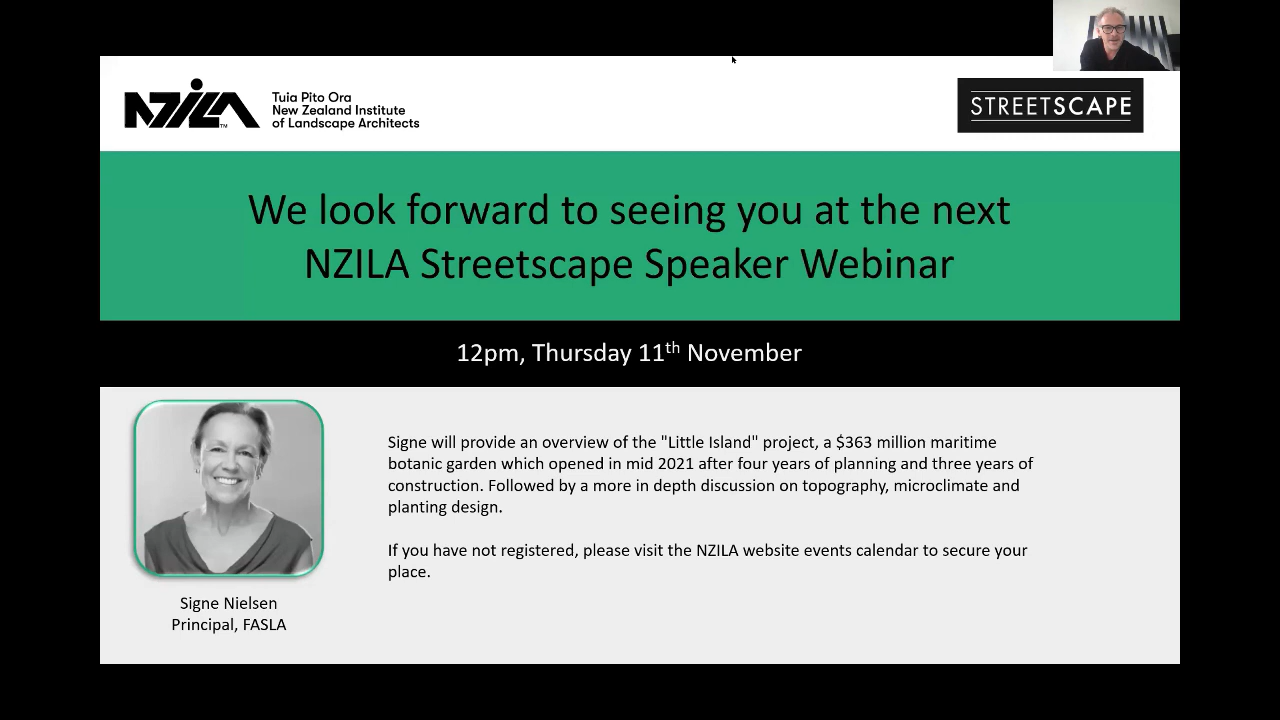 NZILA
TM
Tuia Pito Ora
New Zealand Institute
of Landscape Architects
STREETSCAPE
We look forward to seeing you at the next
NZILA Streetscape Speaker Webinar
12pm, Thursday 11th November
Signe will provide an overview of the "Little Island" project, a $363 million maritime
botanic garden which opened in mid 2021 after four years of planning and three years of
construction. Followed by a more in depth discussion on topography, microclimate and
planting design.
If you have not registered, please visit the NZILA website events calendar to secure your
place.
Signe Nielsen
Principal, FASLA